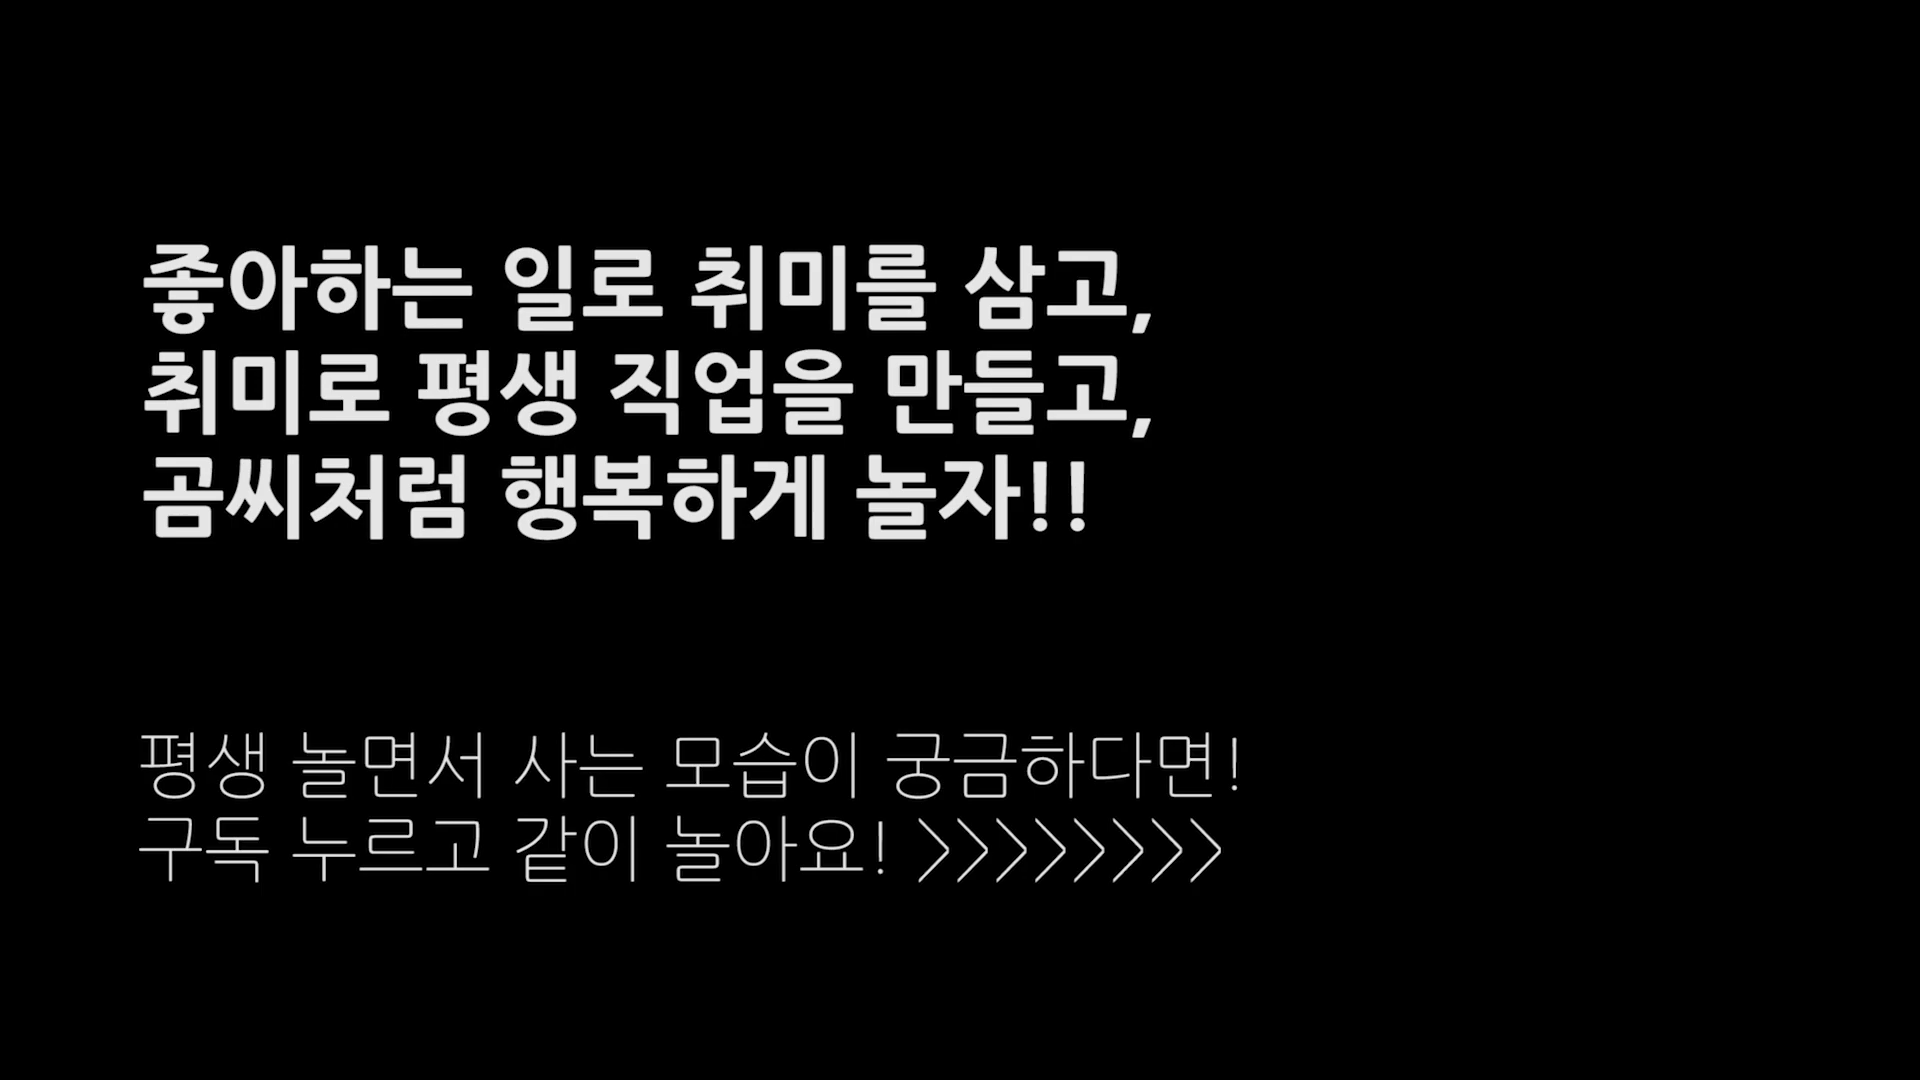 좋아하는 일로 취미를 삼고,
취미로 평생 직업을 만들고,
곰씨처럼 행복하게 놀자!!
평생 놀면서 사는 모습이 궁금하다면!
구독 누르고 같이 놀아요! >>>>>>>>